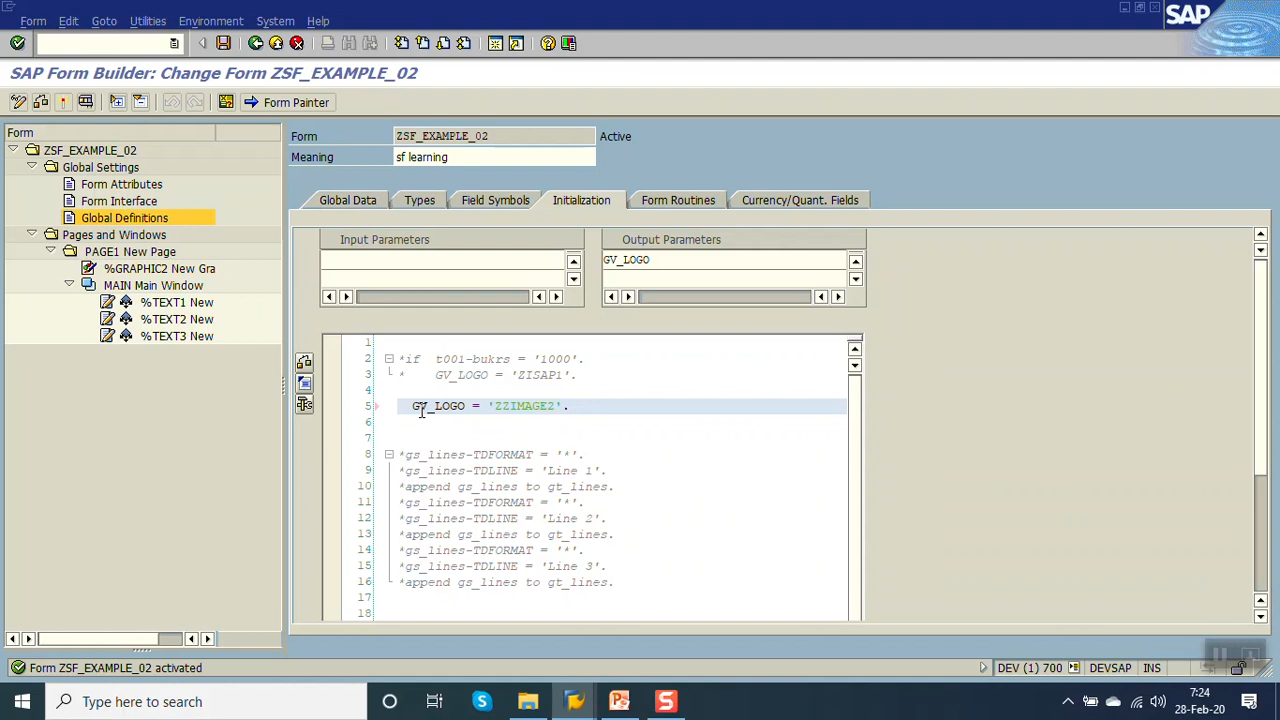 Form Edit Goto Utilities Environment System Help
SAP
SAP Form Builder: Change Form ZSF_EXAMPLE_02
Form Painter
Form
ZSF_EXAMPLE_02
Global Settings
Form Attributes
Form Interface
Global Definitions
Pages and Windows
PAGE1 New Page
%GRAPHIC2 New Gra
MAIN Main Window
%TEXT1 New
%TEXT2 New
%TEXT3 New
Form ZSF_EXAMPLE_02 Active
Meaning sf learning
Global Data Types Field Symbols Initialization Form Routines Currency/Quant. Fields
Input Parameters Output Parameters
GV_LOGO
1
2 *if t001-bukrs = '1000'.
3 * GV_LOGO = 'ZISAP1'.
4
5 GV_LOGO = 'ZZIMAGE2'.
6
7
8 *gs_lines-TDFORMAT = '*'.
9 *gs_lines-TDLINE = 'Line 1'.
10 *append gs_lines to gt_lines.
11 *gs_lines-TDFORMAT = '*'.
12 *gs_lines-TDLINE = 'Line 2'.
13 *append gs_lines to gt_lines.
14 *gs_lines-TDFORMAT = '*'.
15 *gs_lines-TDLINE = 'Line 3'.
16 *append gs_lines to gt_lines.
17
18
Form ZSF_EXAMPLE_02 activated DEV (1) 700 DEVSAP INS
Type here to search
7:24
28-Feb-20